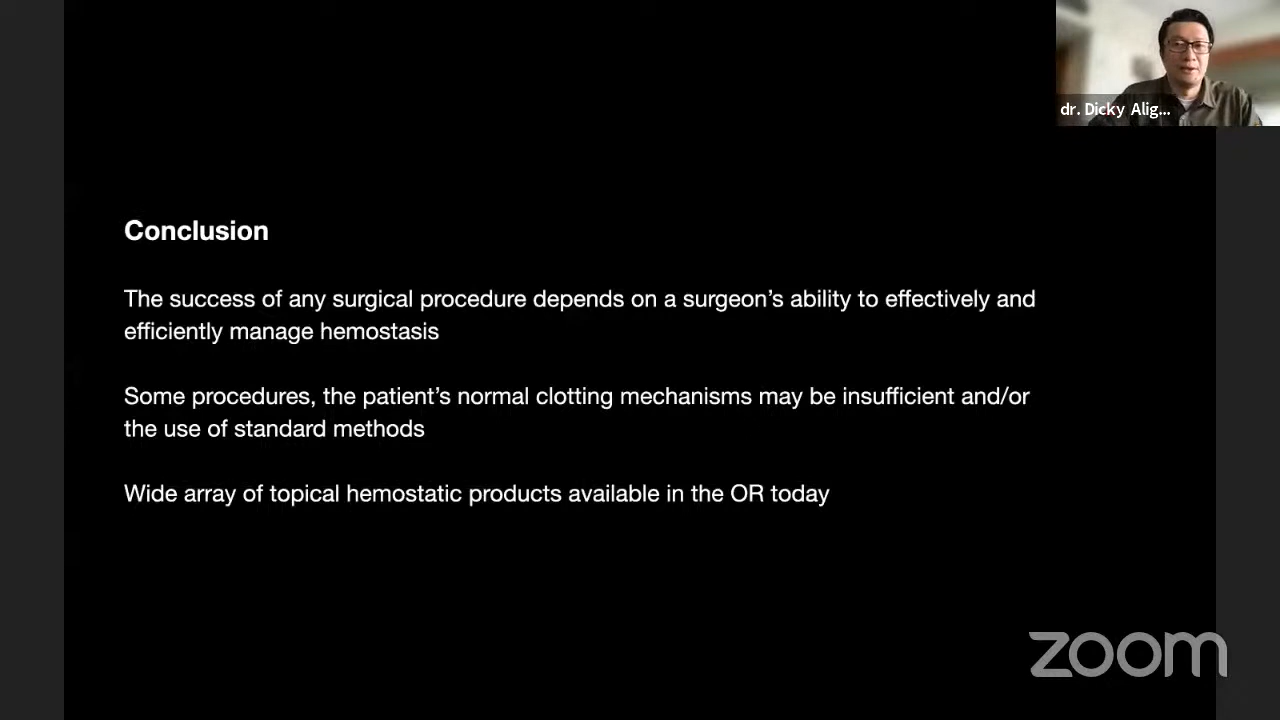 dr. Dicky Alig...
Conclusion
The success of any surgical procedure depends on a surgeon's ability to effectively and
efficiently manage hemostasis
Some procedures, the patient's normal clotting mechanisms may be insufficient and/or
the use of standard methods
Wide array of topical hemostatic products available in the OR today
zoom